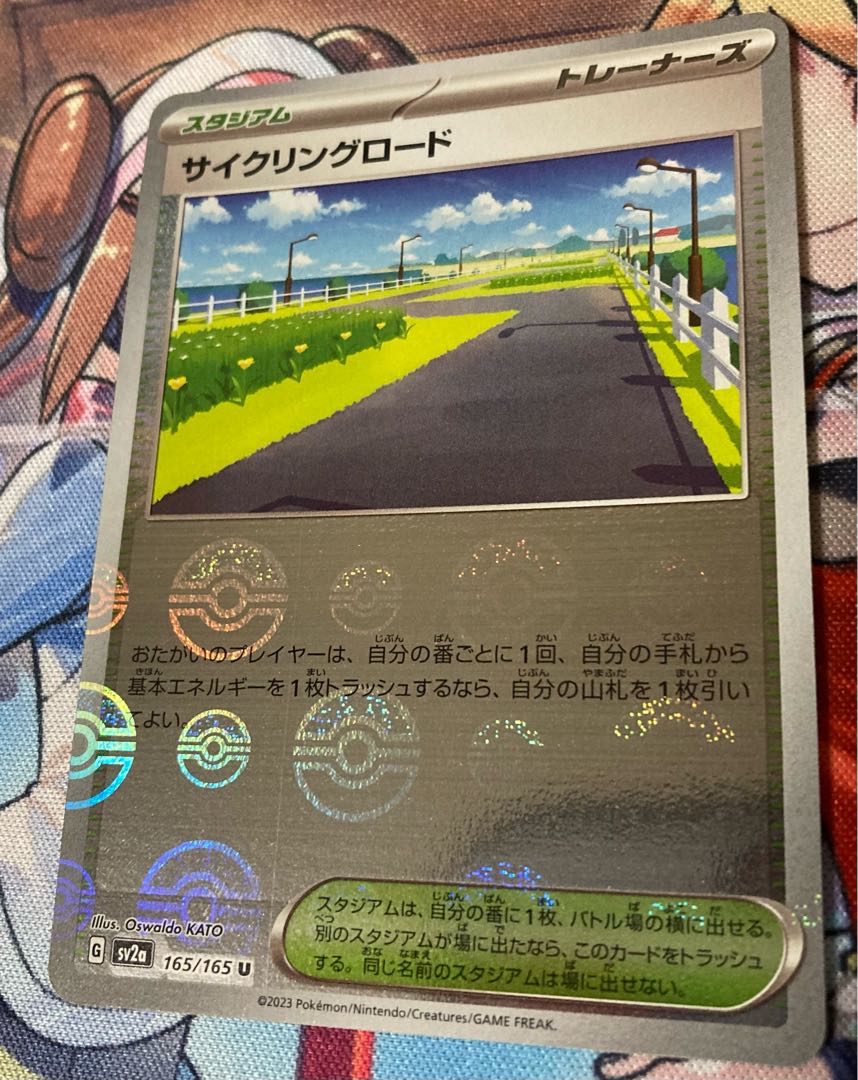 スタジアム
トレーナーズ
サイクリングロード
おたがいのプレイヤーは、自分の番ごとに1回、自分の手札から
基本エネルギーを1枚トラッシュするなら、自分の山札を1枚引い
てよい。
スタジアムは、自分の番に1枚、バトル場の横に出せる。
別のスタジアムが場に出たなら、このカードをトラッシュ
する。同じ名前のスタジアムは場に出せない。
Illus. Oswaldo KATO
G sv2a 165/165 U
©2023 Pokémon/Nintendo/Creatures/GAME FREAK.